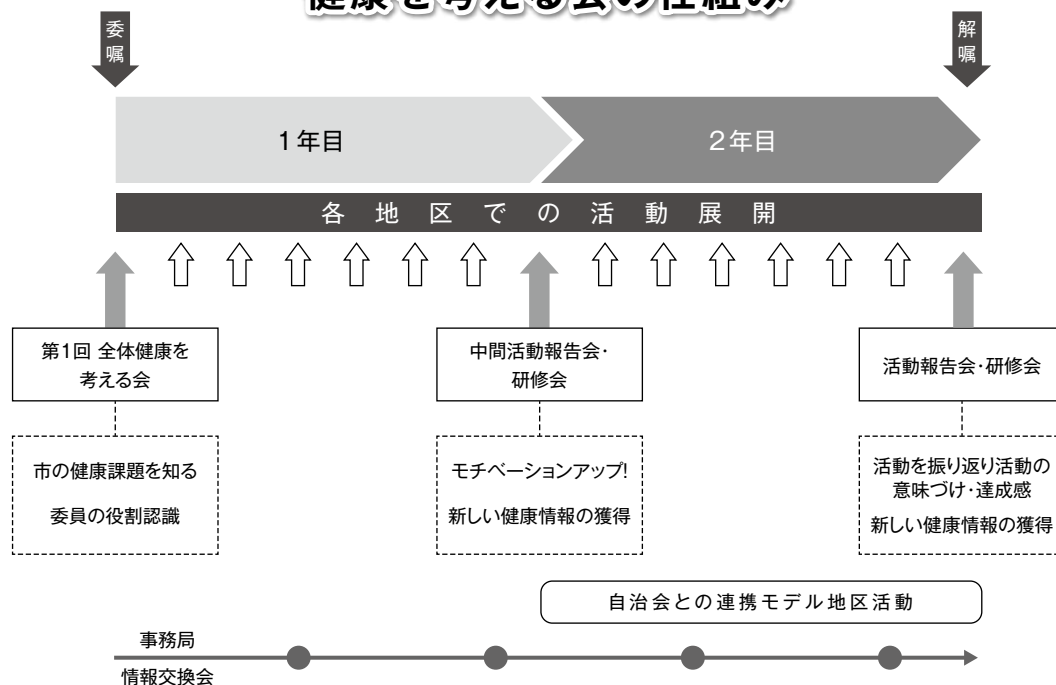 健康を考える会の仕組み
委嘱
解嘱
1年目
2年目
各地区での活動展開
第1回 全体健康を
考える会
中間活動報告会・
研修会
活動報告会・研修会
市の健康課題を知る
委員の役割認識
モチベーションアップ!
新しい健康情報の獲得
活動を振り返り活動の
意味づけ・達成感
新しい健康情報の獲得
自治会との連携モデル地区活動
事務局
情報交換会